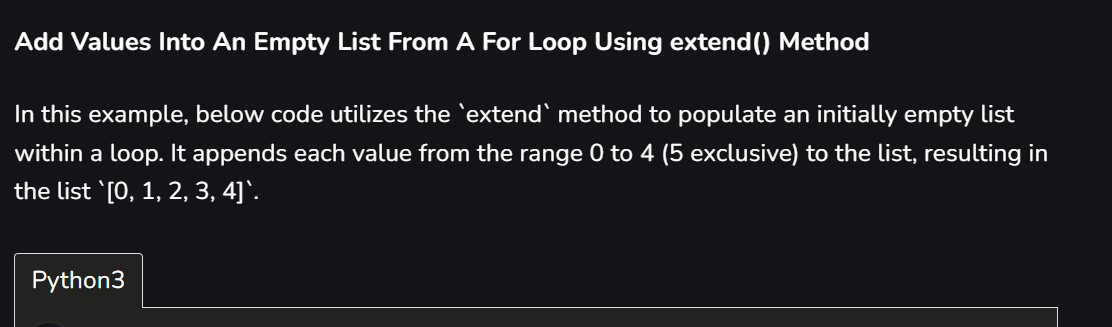 Add Values Into An Empty List From A For Loop Using extend() Method
In this example, below code utilizes the `extend` method to populate an initially empty list
within a loop. It appends each value from the range 0 to 4 (5 exclusive) to the list, resulting in
the list `[0, 1, 2, 3, 4]`.
Python3